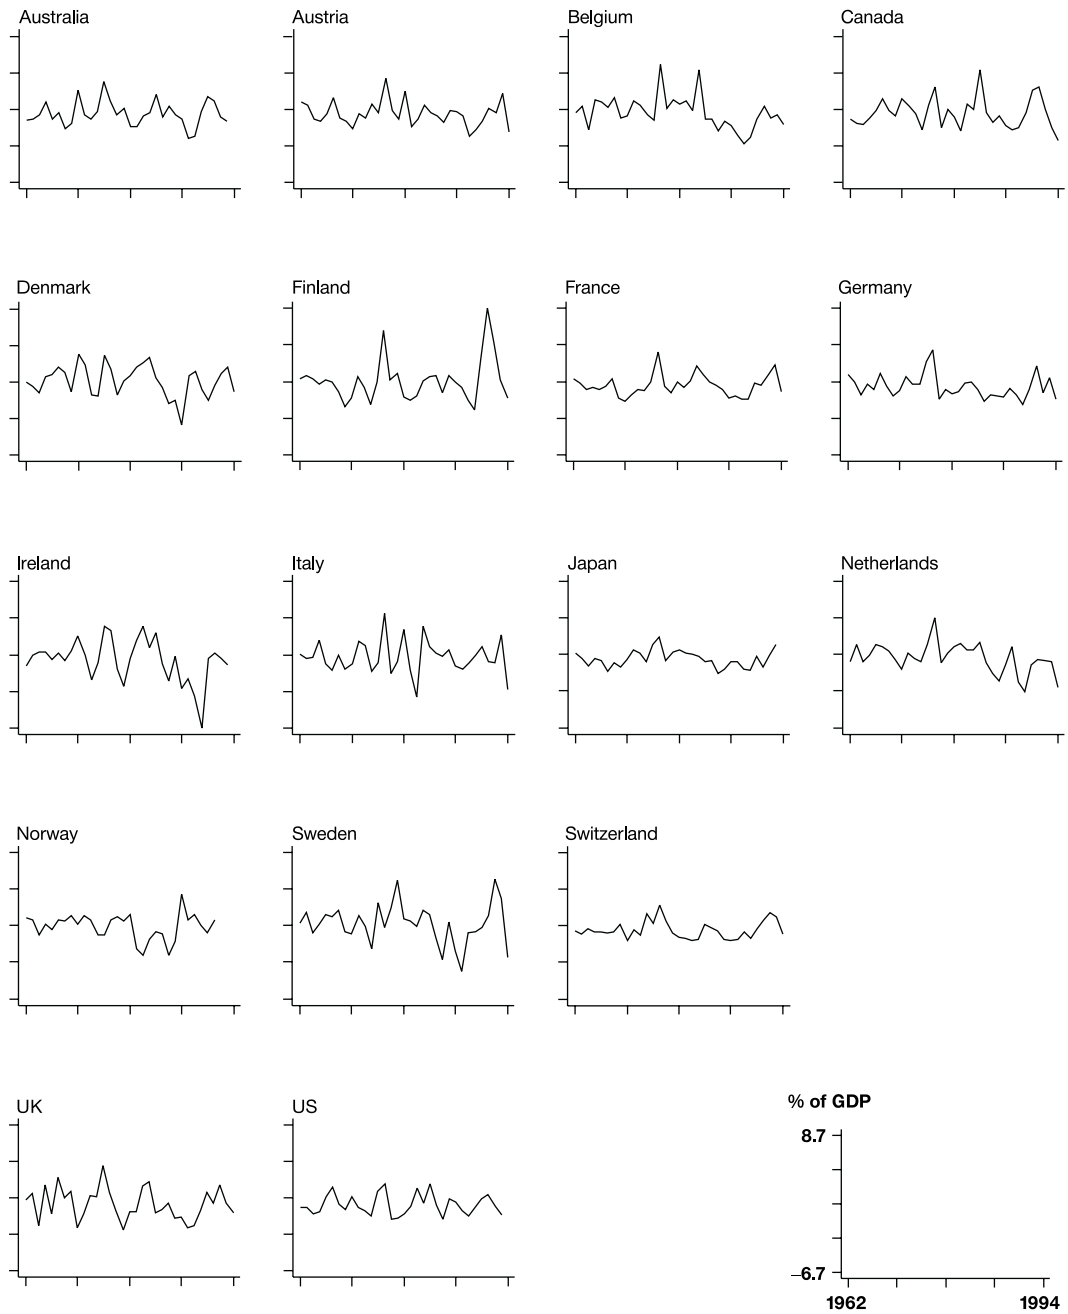 Australia
Austria
Belgium
Canada
Denmark
Finland
France
Germany
Ireland
Italy
Japan
Netherlands
Norway
Sweden
Switzerland
UK
US
% of GDP
8.7
–6.7
1962
1994